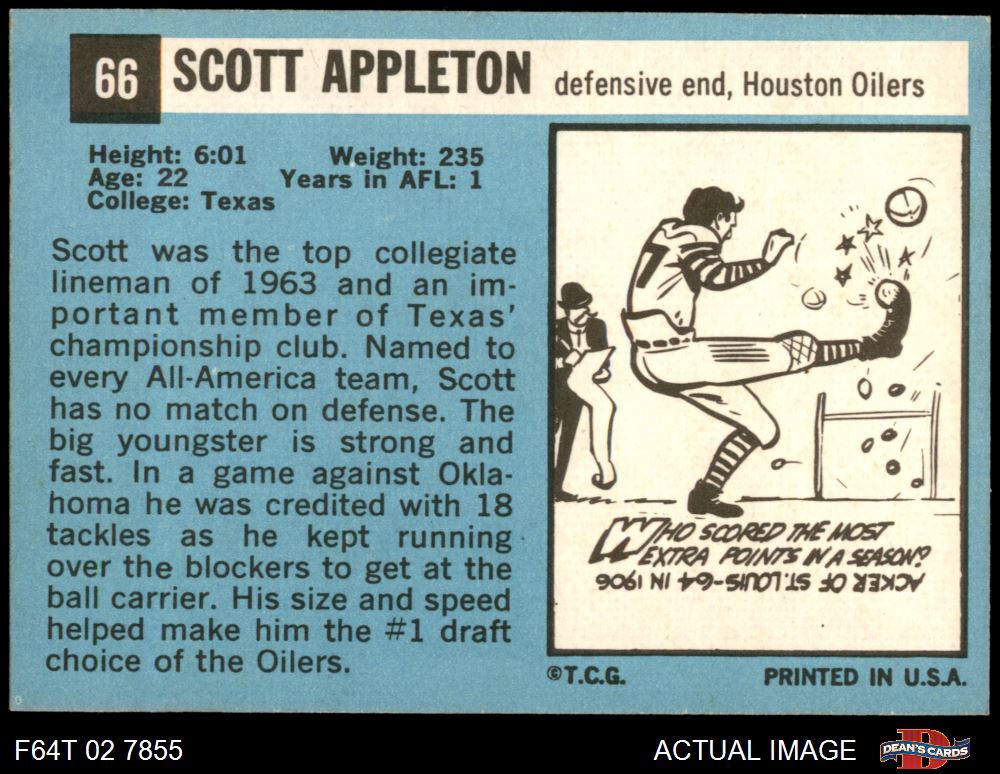 66 SCOTT APPLETON defensive end, Houston Oilers
Height: 6:01 Weight: 235
Age: 22 Years in AFL: 1
College: Texas
Scott was the top collegiate
lineman of 1963 and an im-
portant member of Texas'
championship club. Named to
every All-America team, Scott
has no match on defense. The
big youngster is strong and
fast. In a game against Okla-
homa he was credited with 18
tackles as he kept running
over the blockers to get at the
ball carrier. His size and speed
helped make him the #1 draft
choice of the Oilers.
7
WHO SCORED THE MOST
EXTRA POINTS IN A SEASON?
ACKER OF ST. LOUIS-64 IN 1906
©T.C.G. PRINTED IN U.S.A.
F64T 02 7855 ACTUAL IMAGE DEAN'S CARDS